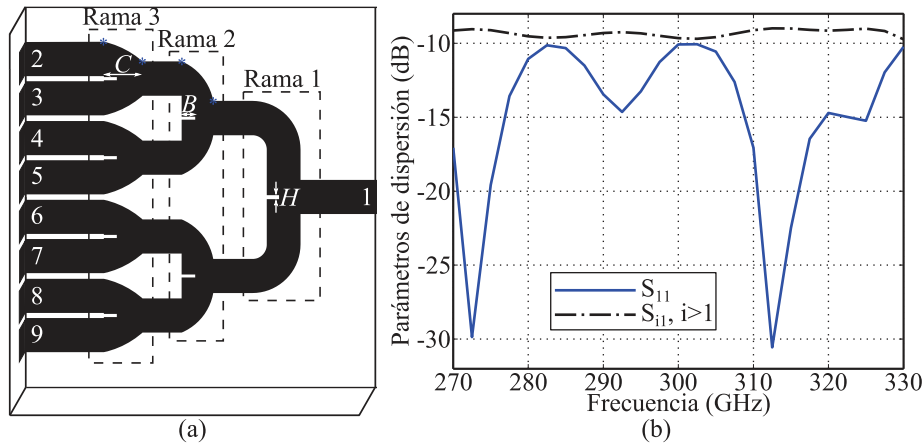 Rama 3
Rama 2
Rama 1
2
3
4
5
6
7
8
9
C
B
H
1
(a)
Parámetros de dispersión (dB)
-10
-15
-20
-25
-30
S11
Si1, i>1
270 280 290 300 310 320 330
Frecuencia (GHz)
(b)